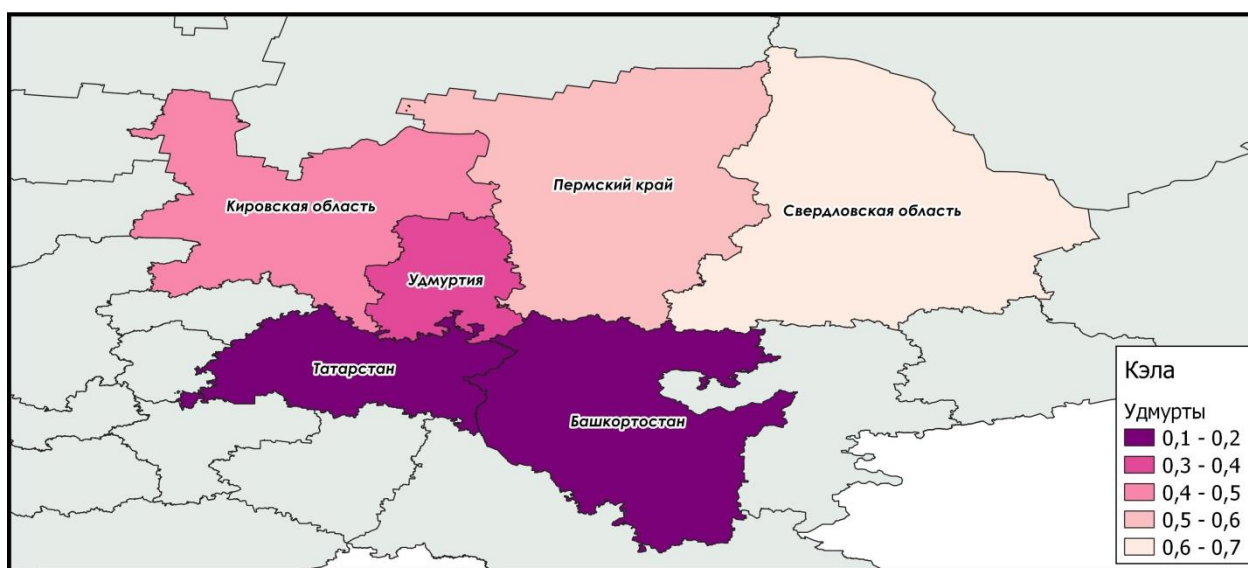 Пермский край
Кировская область
Свердловская область
Удмуртия
Татарстан
Башкортостан
Кэла
Удмурты
0,1 - 0,2
0,3 - 0,4
0,4 - 0,5
0,5 - 0,6
0,6 - 0,7